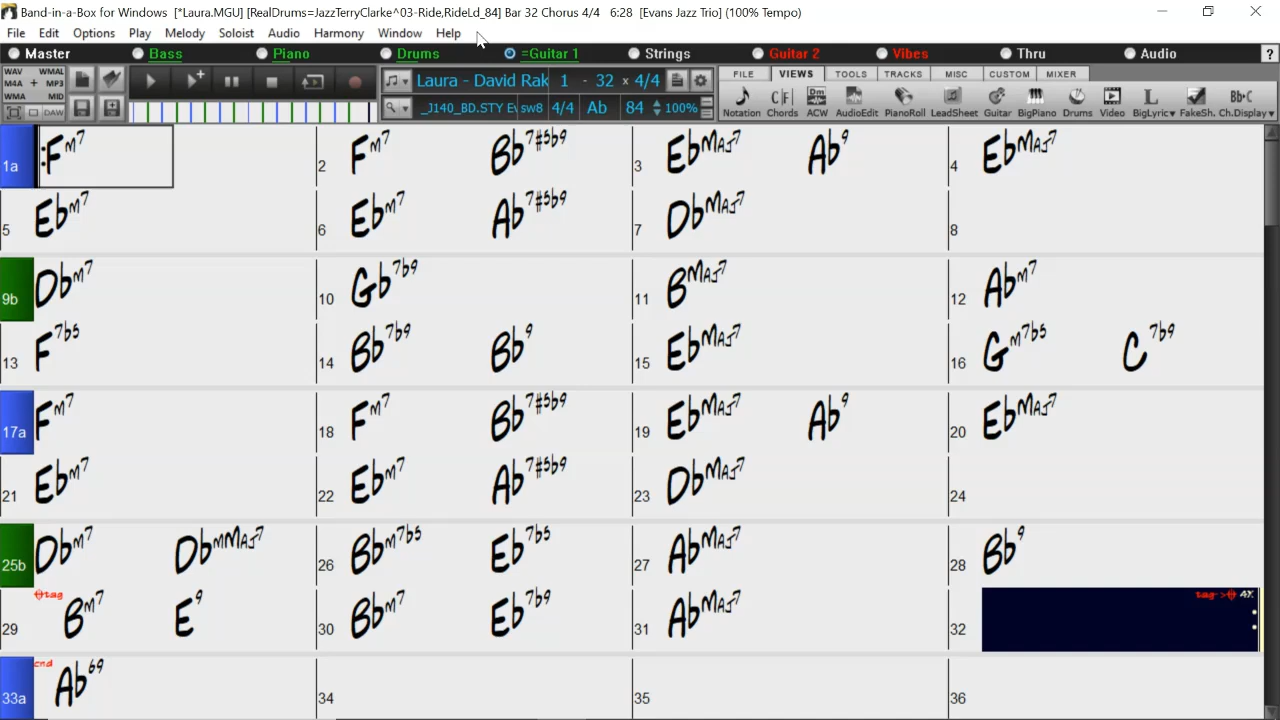 Band-in-a-Box for Windows [*Laura.MGU] [RealDrums=JazzTerryClarke^03-Ride,RideLd_84] Bar 32 Chorus 4/4 6:28 [Evans Jazz Trio] (100% Tempo)
File Edit Options Play Melody Soloist Audio Harmony Window Help
Master Bass Piano Drums =Guitar 1 Strings Guitar 2 Vibes Thru Audio ?
WAV WMAL
M4A + MP3
WMA MID
DAW
Laura - David Rak 1 - 32 x 4/4
_J140_BD.STY sw8 4/4 Ab 84 100%
FILE VIEWS TOOLS TRACKS MISC CUSTOM MIXER
Notation Chords ACW AudioEdit PianoRoll LeadSheet Guitar BigPiano Drums Video BigLyric FakeSh. Ch.Display
1a :Fm7 2 Fm7 Bb7#5b9 3 EbMAJ7 Ab9 4 EbMAJ7
5 Ebm7 6 Ebm7 Ab7#5b9 7 DbMAJ7 8
9b Dbm7 10 Gb7b9 11 BMAJ7 12 Abm7
13 F7b5 14 Bb7b9 Bb9 15 EbMAJ7 16 Gm7b5 C7b9
17a Fm7 18 Fm7 Bb7#5b9 19 EbMAJ7 Ab9 20 EbMAJ7
21 Ebm7 22 Ebm7 Ab7#5b9 23 DbMAJ7 24
25b Dbm7 DbmMAJ7 26 Bbm7b5 Eb7b5 27 AbMAJ7 28 Bb9
tag tag-> 4X
29 Bm7 E9 30 Bbm7 Eb7b9 31 AbMAJ7 32
end
33a Ab69 34 35 36